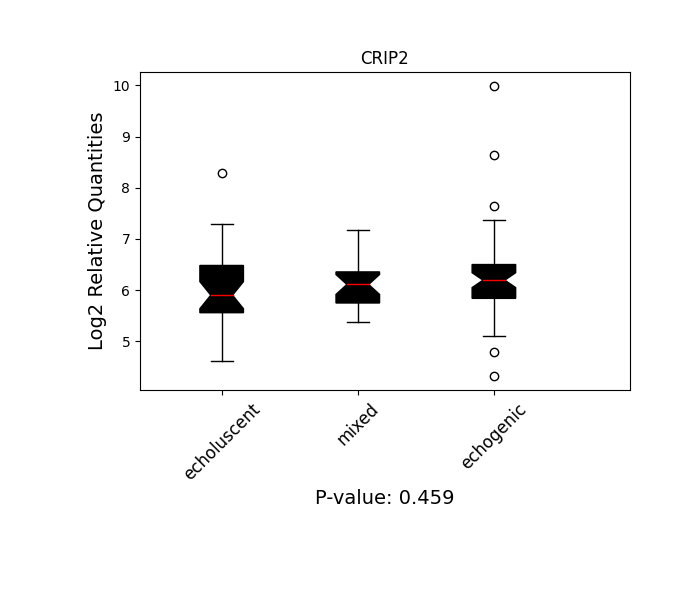 CRIP2
Log2 Relative Quantities
10
9
8
7
6
5
echoluscent
mixed
echogenic
P-value: 0.459